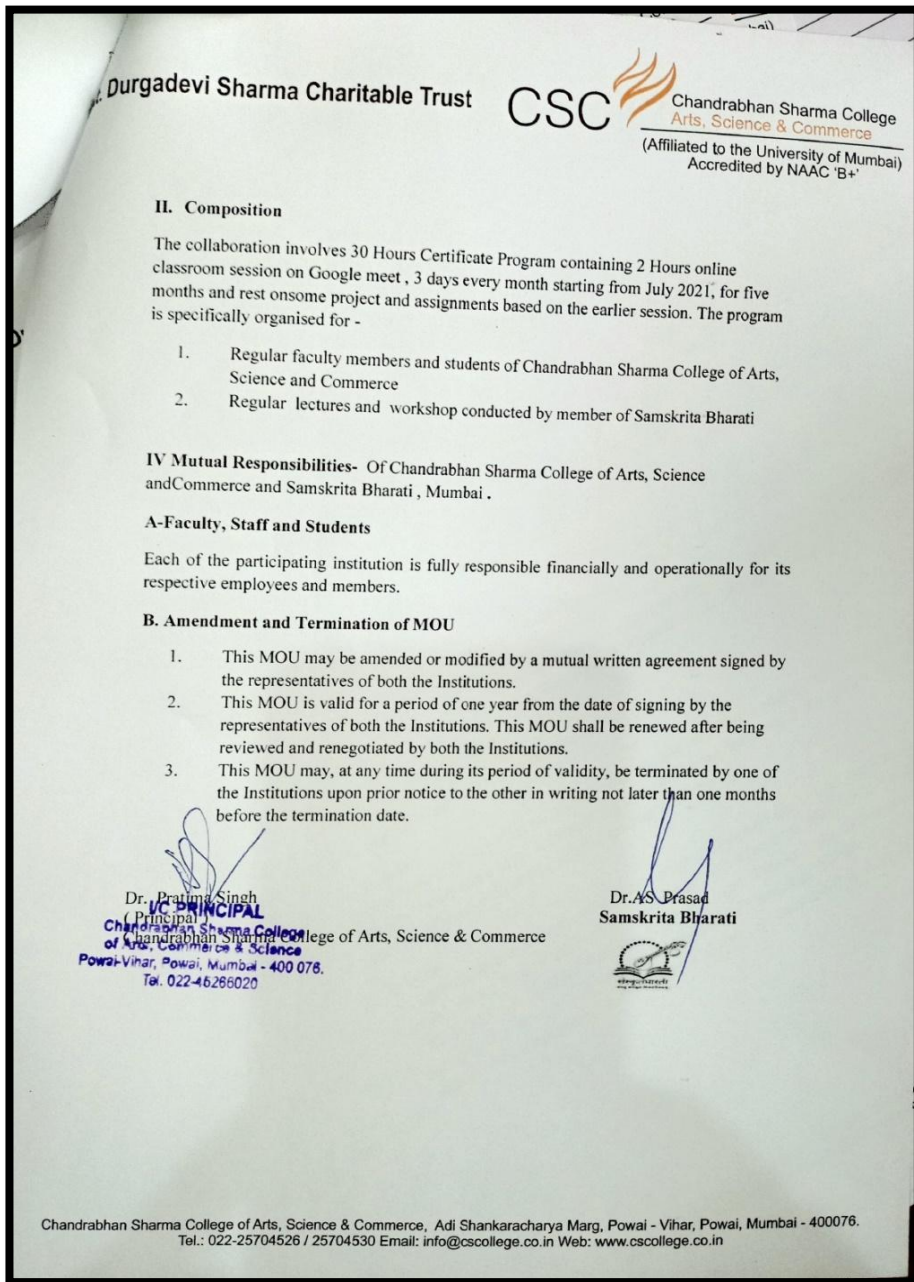 Durgadevi Sharma Charitable Trust
CSC
Chandrabhan Sharma College
Arts, Science & Commerce
(Affiliated to the University of Mumbai)
Accredited by NAAC 'B+'
II. Composition
The collaboration involves 30 Hours Certificate Program containing 2 Hours online
classroom session on Google meet , 3 days every month starting from July 2021, for five
months and rest onsome project and assignments based on the earlier session. The program
is specifically organised for -
1. Regular faculty members and students of Chandrabhan Sharma College of Arts,
Science and Commerce
2. Regular lectures and workshop conducted by member of Samskrita Bharati
IV Mutual Responsibilities- Of Chandrabhan Sharma College of Arts, Science
andCommerce and Samskrita Bharati , Mumbai .
A-Faculty, Staff and Students
Each of the participating institution is fully responsible financially and operationally for its
respective employees and members.
B. Amendment and Termination of MOU
1. This MOU may be amended or modified by a mutual written agreement signed by
the representatives of both the Institutions.
2. This MOU is valid for a period of one year from the date of signing by the
representatives of both the Institutions. This MOU shall be renewed after being
reviewed and renegotiated by both the Institutions.
3. This MOU may, at any time during its period of validity, be terminated by one of
the Institutions upon prior notice to the other in writing not later than one months
before the termination date.
Dr. Pratima Singh
( Principal )
Chandrabhan Sharma College of Arts, Science & Commerce
I/C PRINCIPAL
Chandrabhan Sharma College
of Arts, Commerce & Science
Powai-Vihar, Powai, Mumbai - 400 076.
Tel. 022-45266020
Dr.AS Prasad
Samskrita Bharati
Chandrabhan Sharma College of Arts, Science & Commerce, Adi Shankaracharya Marg, Powai - Vihar, Powai, Mumbai - 400076.
Tel.: 022-25704526 / 25704530 Email: info@cscollege.co.in Web: www.cscollege.co.in